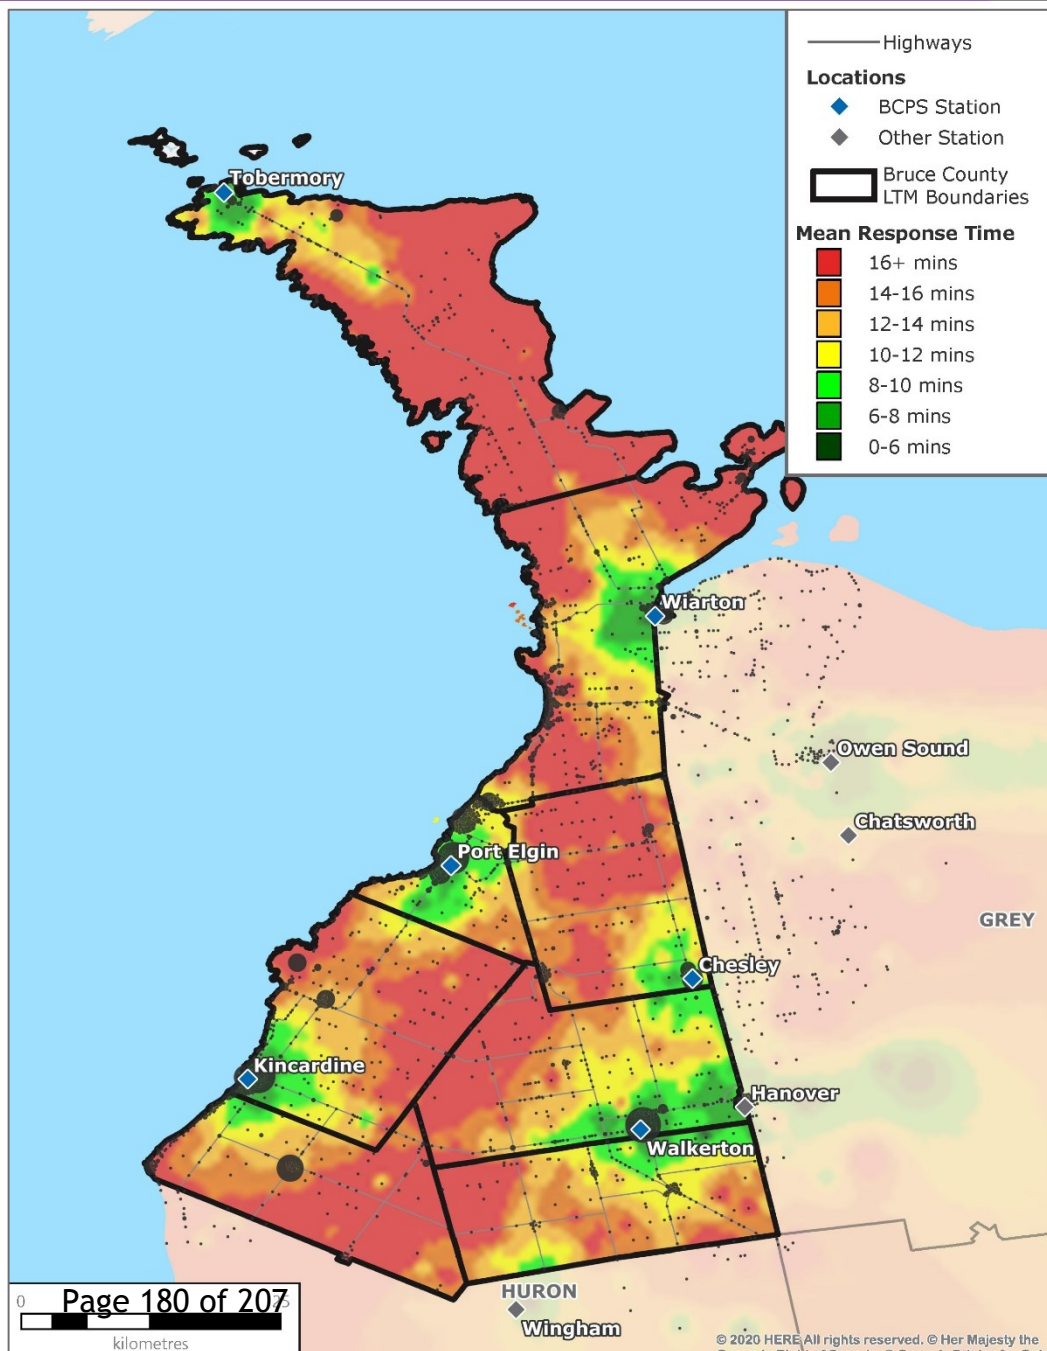 Highways
Locations
BCPS Station
Other Station
Bruce County
LTM Boundaries
Mean Response Time
16+ mins
14-16 mins
12-14 mins
10-12 mins
8-10 mins
6-8 mins
0-6 mins
Tobermory
Wiarton
Owen Sound
Chatsworth
Port Elgin
GREY
Chesley
Kincardine
Hanover
Walkerton
HURON
Wingham
0
Page 180 of 207
kilometres
© 2020 HERE All rights reserved. © Her Majesty the